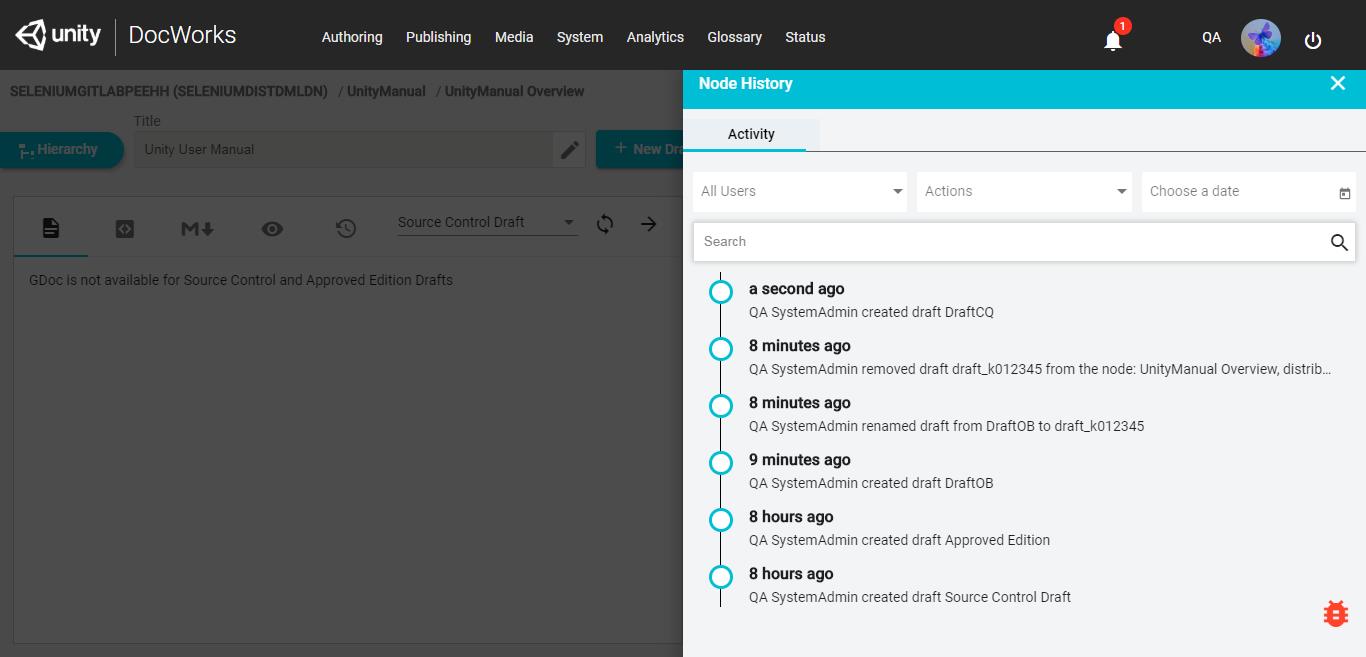 unity DocWorks Authoring Publishing Media System Analytics Glossary Status 1 QA
SELENIUMGITLABPEEHH (SELENIUMDISTDMLDN) / UnityManual / UnityManual Overview
Title
Hierarchy Unity User Manual + New Dra
M Source Control Draft
GDoc is not available for Source Control and Approved Edition Drafts
Node History
Activity
All Users Actions Choose a date
Search
a second ago
QA SystemAdmin created draft DraftCQ
8 minutes ago
QA SystemAdmin removed draft draft_k012345 from the node: UnityManual Overview, distrib...
8 minutes ago
QA SystemAdmin renamed draft from DraftOB to draft_k012345
9 minutes ago
QA SystemAdmin created draft DraftOB
8 hours ago
QA SystemAdmin created draft Approved Edition
8 hours ago
QA SystemAdmin created draft Source Control Draft